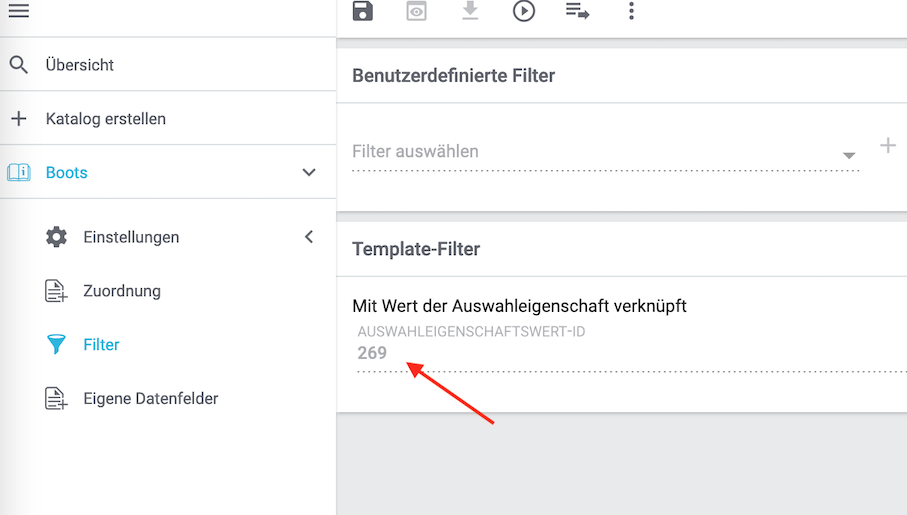 Übersicht
Katalog erstellen
Boots
Einstellungen
Zuordnung
Filter
Eigene Datenfelder
Benutzerdefinierte Filter
Filter auswählen
Template-Filter
Mit Wert der Auswahleigenschaft verknüpft
AUSWAHLEIGENSCHAFTSWERT-ID
269